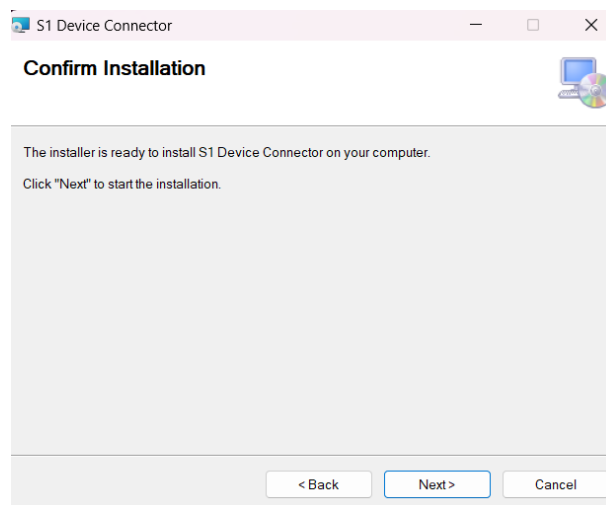 S1 Device Connector
Confirm Installation
The installer is ready to install S1 Device Connector on your computer.
Click "Next" to start the installation.
< Back
Next >
Cancel